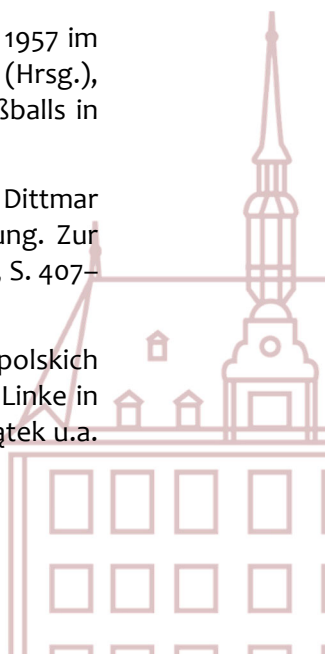 1957 im
(Hrsg.),
ßballs in
Dittmar
ung. Zur
, S. 407–
polskich
Linke in
ątek u.a.